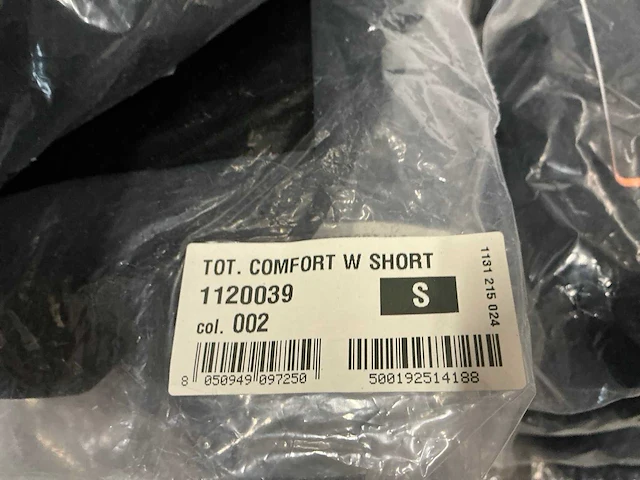 TOT. COMFORT W SHORT
1120039
S
col. 002
1131 215 024
8 050949 097250
500192514188